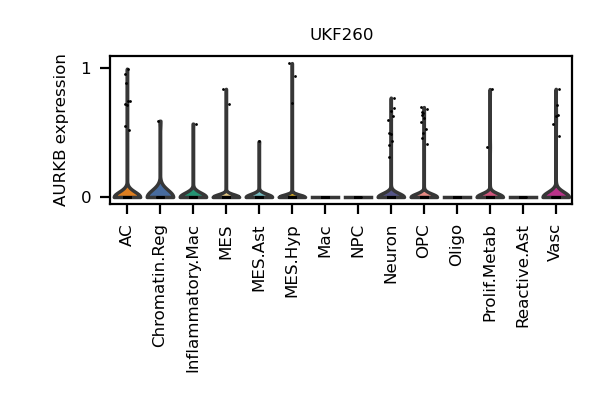 UKF260
AURKB expression
1
0
AC
Chromatin.Reg
Inflammatory.Mac
MES
MES.Ast
MES.Hyp
Mac
NPC
Neuron
OPC
Oligo
Prolif.Metab
Reactive.Ast
Vasc